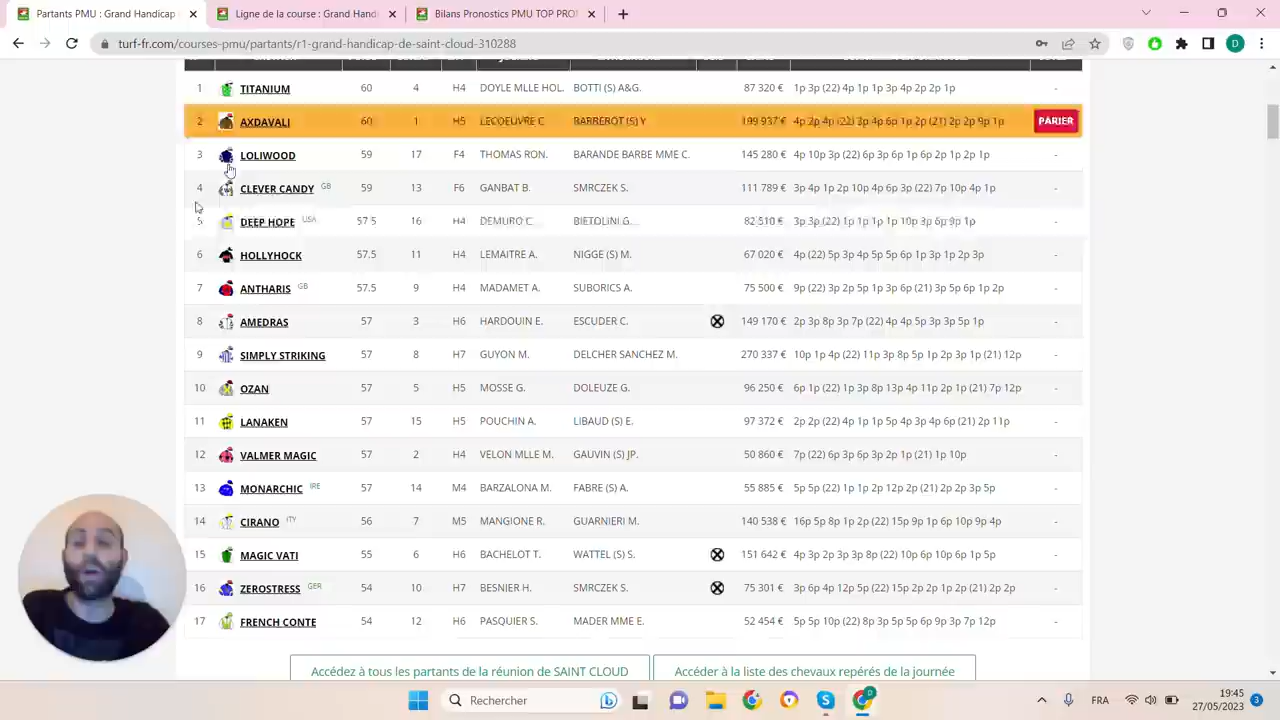 Partants PMU : Grand Handicap
Ligne de la course : Grand Handi
Bilans Pronostics PMU TOP PRO
turf-fr.com/courses-pmu/partants/r1-grand-handicap-de-saint-cloud-310288
1 TITANIUM 60 4 H4 DOYLE MLLE HOL. BOTTI (S) A&G. 87 320 € 1p 3p (22) 4p 1p 1p 3p 4p 2p 2p 1p
2 AXDAVALI 60 1 H5 LECOEUVRE C. BARBEROT (S) Y 199 937 € 4p 2p 4p (22) 3p 4p 6p 1p 2p (21) 2p 2p 9p 1p PARIER
3 LOLIWOOD 59 17 F4 THOMAS RON. BARANDE BARBE MME C. 145 280 € 4p 10p 3p (22) 6p 3p 6p 1p 6p 2p 1p 2p 1p -
4 CLEVER CANDY GB 59 13 F6 GANBAT B. SMRCZEK S. 111 789 € 3p 4p 1p 2p 10p 4p 6p 3p (22) 7p 10p 4p 1p -
5 DEEP HOPE USA 57.5 16 H4 DEMURO C. BIETOLINI G. 82 510 € 3p 3p (22) 1p 1p 1p 1p 10p 3p 6p 9p 1p -
6 HOLLYHOCK 57.5 11 H4 LEMAITRE A. NIGGE (S) M. 67 020 € 4p (22) 5p 3p 4p 5p 5p 6p 1p 3p 1p 2p 3p -
7 ANTHARIS GB 57.5 9 H4 MADAMET A. SUBORICS A. 75 500 € 9p (22) 3p 2p 5p 1p 3p 6p (21) 3p 5p 6p 1p 2p -
8 AMEDRAS 57 3 H6 HARDOUIN E. ESCUDER C. 149 170 € 2p 3p 8p 3p 7p (22) 4p 4p 5p 3p 3p 5p 1p -
9 SIMPLY STRIKING 57 8 H7 GUYON M. DELCHER SANCHEZ M. 270 337 € 10p 1p 4p (22) 11p 3p 8p 5p 1p 2p 3p 1p (21) 12p -
10 OZAN 57 5 H5 MOSSE G. DOLEUZE G. 96 250 € 6p 1p (22) 1p 3p 8p 13p 4p 11p 2p 1p (21) 7p 12p -
11 LANAKEN 57 15 H5 POUCHIN A. LIBAUD (S) E. 97 372 € 2p 2p (22) 4p 1p 1p 5p 4p 3p 4p 6p (21) 2p 11p -
12 VALMER MAGIC 57 2 H4 VELON MLLE M. GAUVIN (S) JP. 50 860 € 7p (22) 6p 3p 6p 3p 2p 1p (21) 1p 10p -
13 MONARCHIC IRE 57 14 M4 BARZALONA M. FABRE (S) A. 55 885 € 5p 5p (22) 1p 1p 2p 12p 2p (21) 2p 2p 3p 5p -
14 CIRANO ITY 56 7 M5 MANGIONE R. GUARNIERI M. 140 538 € 16p 5p 8p 1p 2p (22) 15p 9p 1p 6p 10p 9p 4p -
15 MAGIC VATI 55 6 H6 BACHELOT T. WATTEL (S) S. 151 642 € 4p 3p 2p 3p 3p 8p (22) 10p 6p 10p 6p 1p 5p -
16 ZEROSTRESS GER 54 10 H7 BESNIER H. SMRCZEK S. 75 301 € 3p 6p 4p 12p 5p (22) 15p 2p 2p 1p 2p (21) 2p 2p -
17 FRENCH CONTE 54 12 H6 PASQUIER S. MADER MME E. 52 454 € 5p 5p 10p (22) 8p 3p 5p 5p 6p 9p 3p 7p 12p -
Accédez à tous les partants de la réunion de SAINT CLOUD
Accéder à la liste des chevaux repérés de la journée
Rechercher
FRA
19:45
27/05/2023